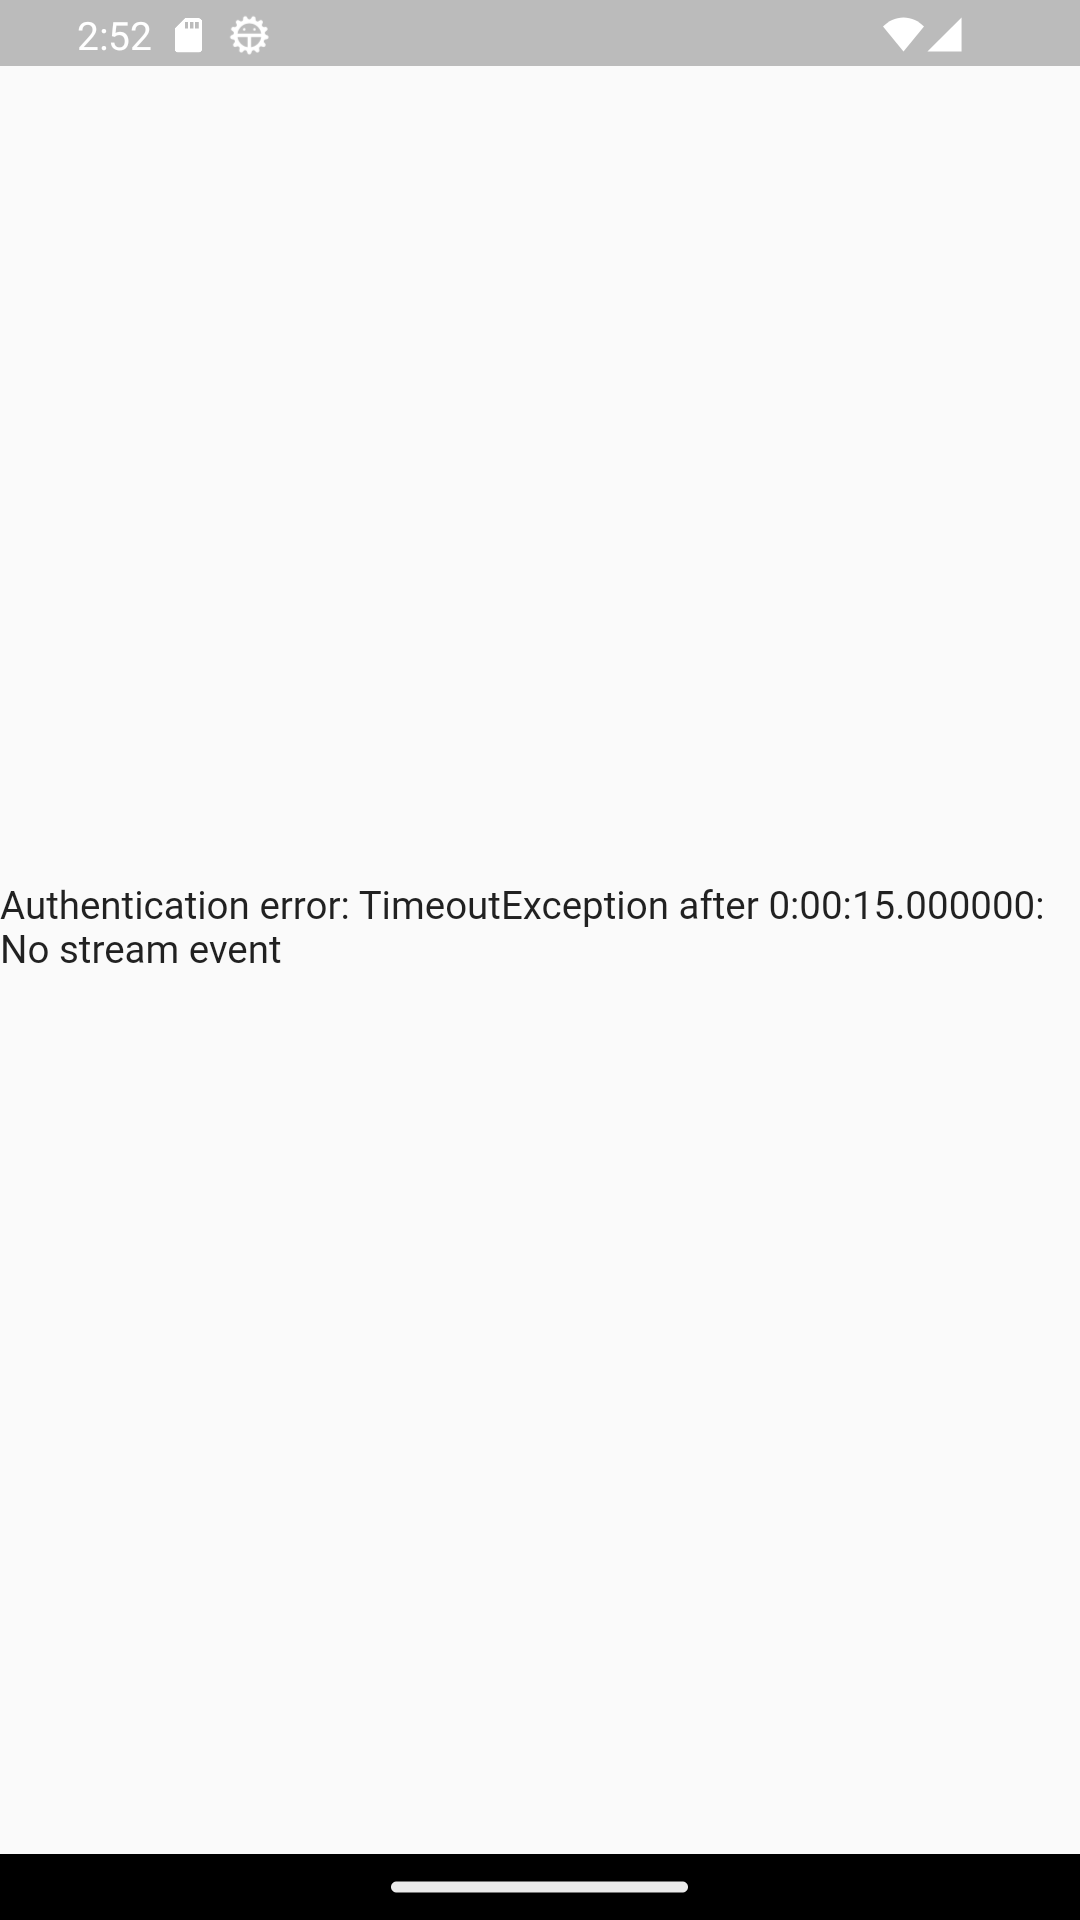 2:52
Authentication error: TimeoutException after 0:00:15.000000:
No stream event